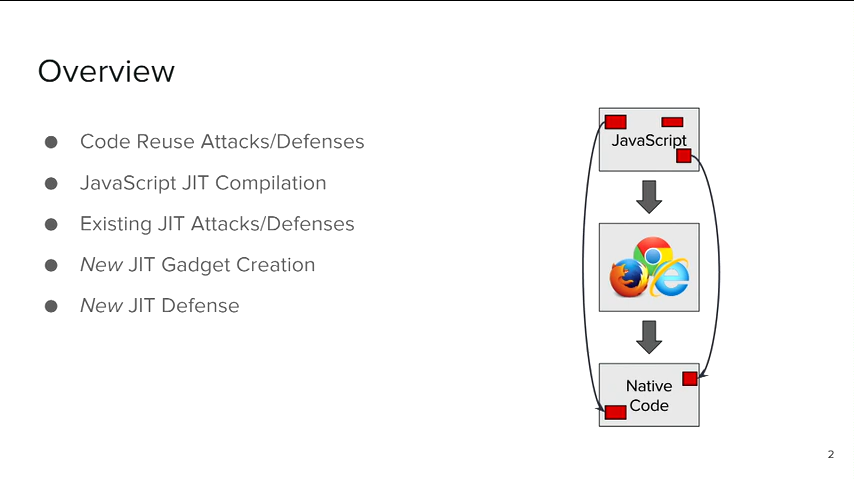 Overview
● Code Reuse Attacks/Defenses
● JavaScript JIT Compilation
● Existing JIT Attacks/Defenses
● New JIT Gadget Creation
● New JIT Defense
JavaScript
Native
Code
2